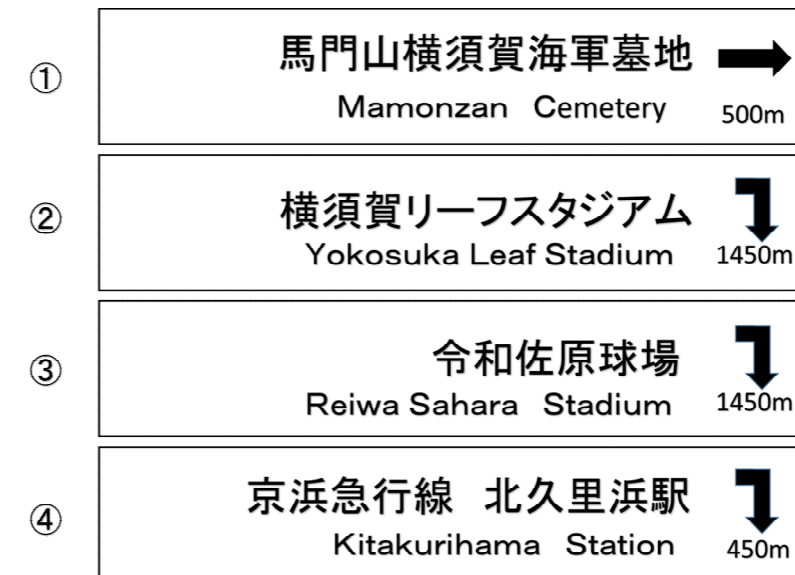 ①
馬門山横須賀海軍墓地
Mamonzan Cemetery
500m
②
横須賀リーフスタジアム
Yokosuka Leaf Stadium
1450m
③
令和佐原球場
Reiwa Sahara Stadium
1450m
④
京浜急行線 北久里浜駅
Kitakurihama Station
450m